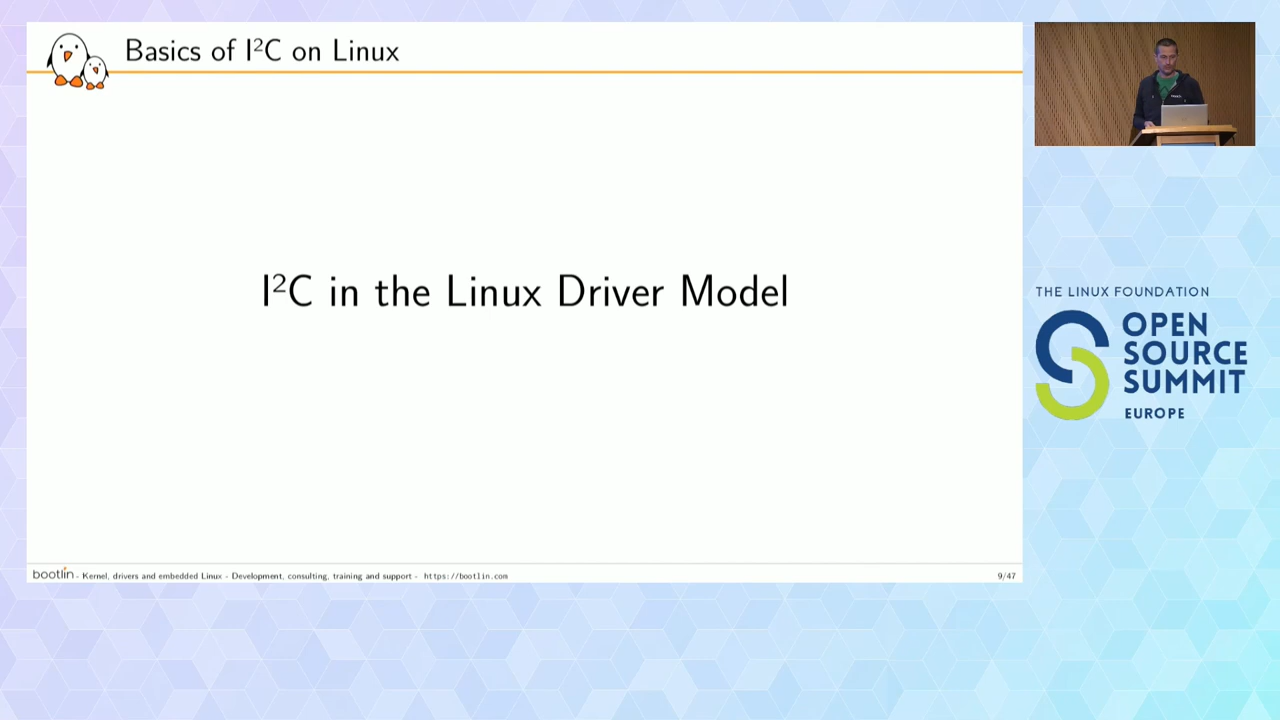 Basics of I²C on Linux
I²C in the Linux Driver Model
bootlin - Kernel, drivers and embedded Linux - Development, consulting, training and support - https://bootlin.com
9/47
THE LINUX FOUNDATION
OPEN
SOURCE
SUMMIT
EUROPE